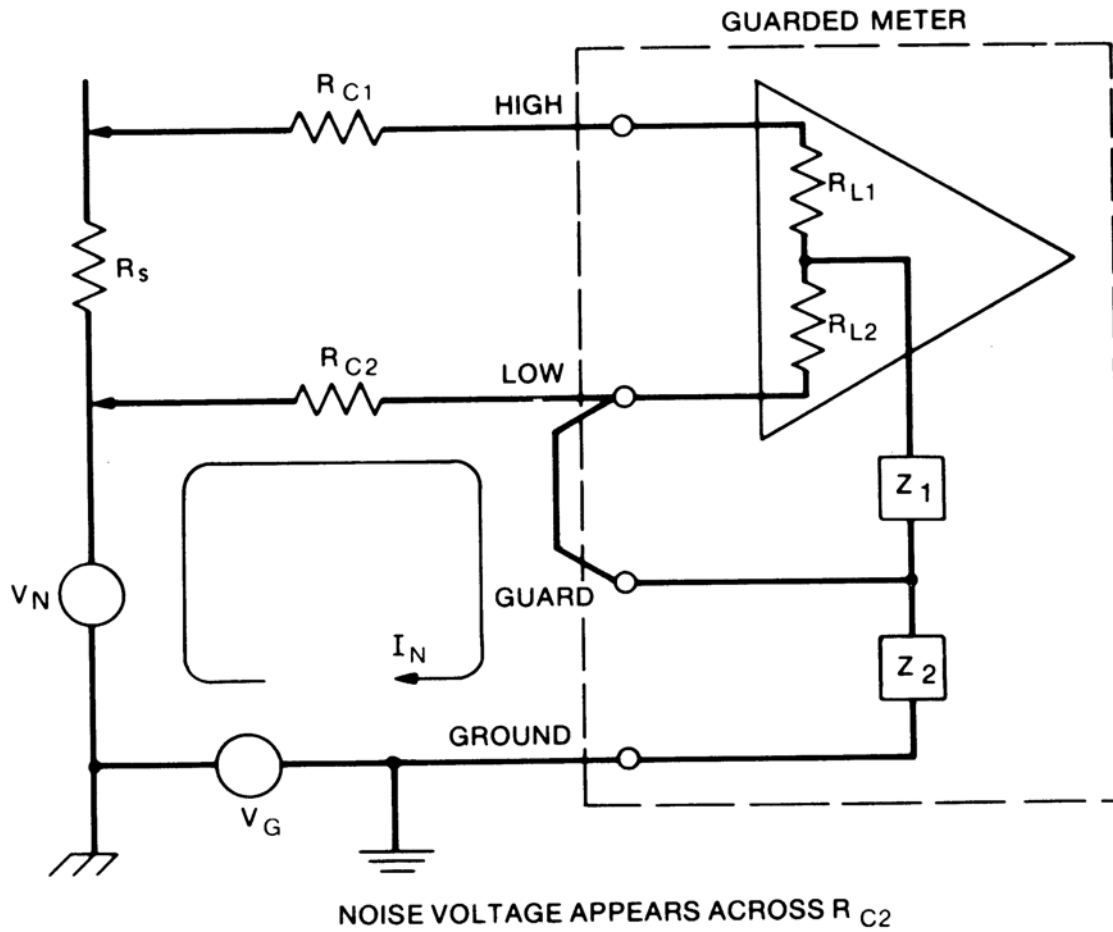 GUARDED METER
R C1
HIGH
R L1
R s
R L2
R C2
LOW
Z 1
V N
GUARD
I N
Z 2
GROUND
V G
NOISE VOLTAGE APPEARS ACROSS R C2